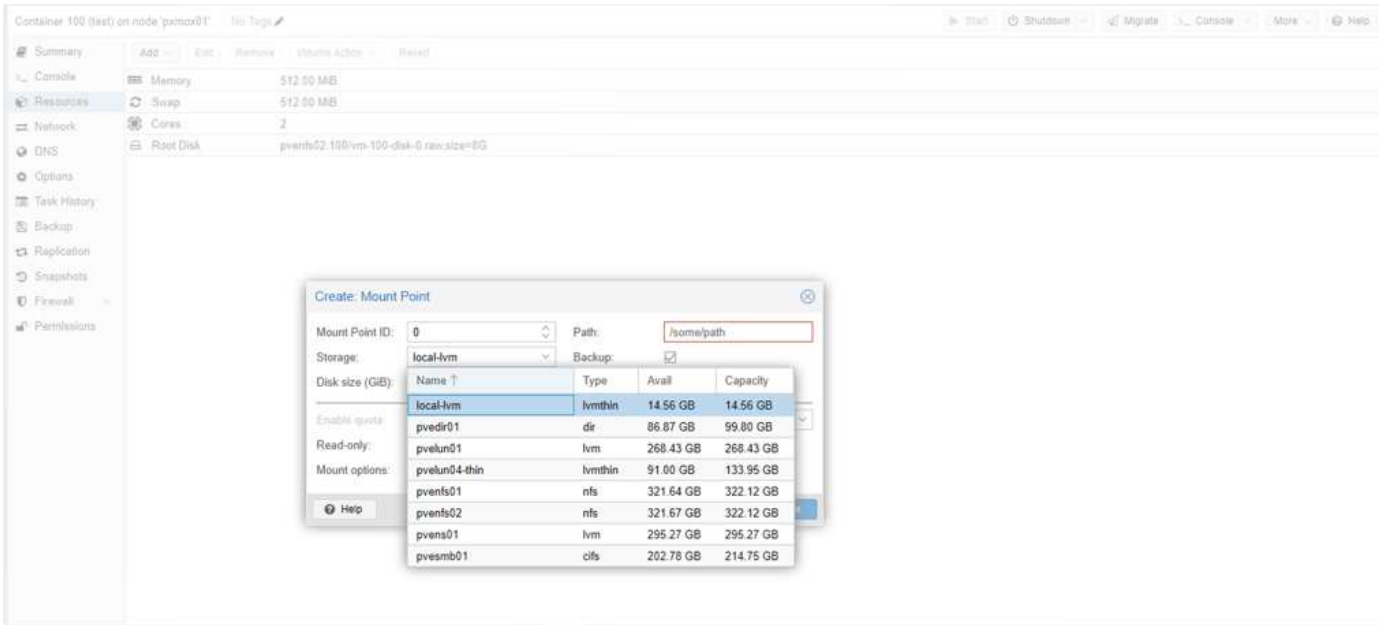 Container 100 (test) on node 'pxmox01' No Tags Start Shutdown Migrate Console More Help
Summary Add Edit Remove Volume Action Revert
Console Memory 512.00 MiB
Resources Swap 512.00 MiB
Network Cores 2
DNS Root Disk pvenfs02:100/vm-100-disk-0.raw,size=8G
Options
Task History
Backup
Replication
Snapshots
Firewall
Permissions
Create: Mount Point
Mount Point ID: 0 Path: /some/path
Storage: local-lvm Backup:
Disk size (GiB):
Enable quota:
Read-only:
Mount options:
Help
Name Type Avail Capacity
local-lvm lvmthin 14.56 GB 14.56 GB
pvedir01 dir 86.87 GB 99.80 GB
pvelun01 lvm 268.43 GB 268.43 GB
pvelun04-thin lvmthin 91.00 GB 133.95 GB
pvenfs01 nfs 321.64 GB 322.12 GB
pvenfs02 nfs 321.67 GB 322.12 GB
pvens01 lvm 295.27 GB 295.27 GB
pvesmb01 cifs 202.78 GB 214.75 GB